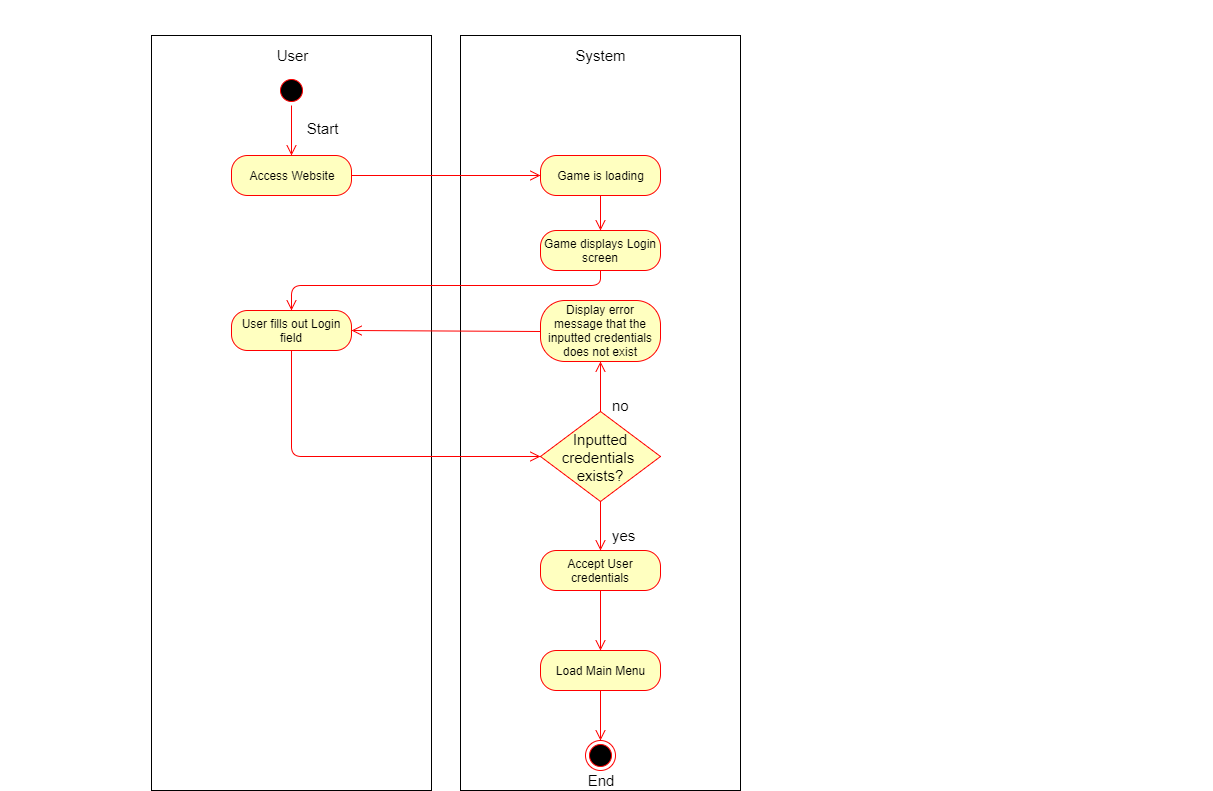 User
System
Start
Access Website
Game is loading
Game displays Login
screen
User fills out Login
field
Display error
message that the
inputted credentials
does not exist
no
Inputted
credentials
exists?
yes
Accept User
credentials
Load Main Menu
End